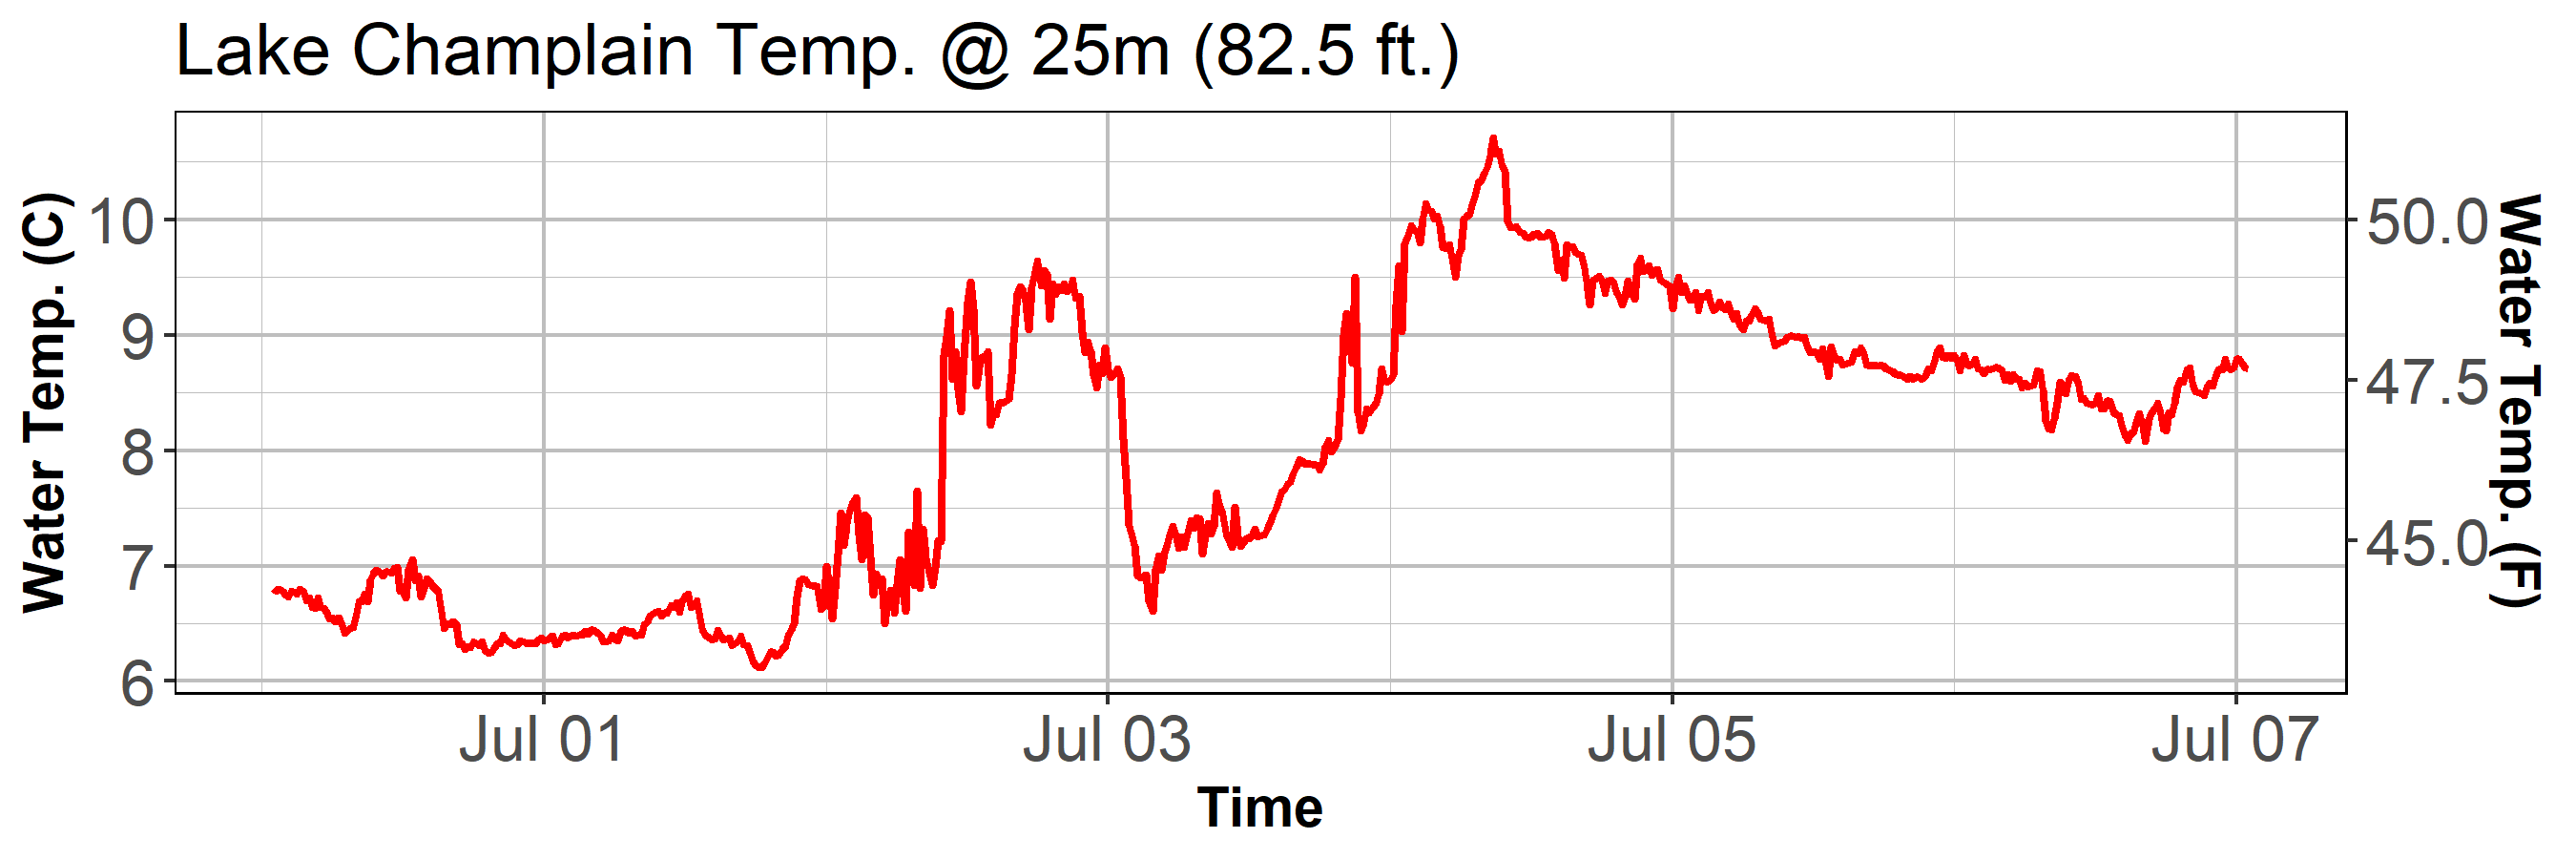 Lake Champlain Temp. @ 25m (82.5 ft.)
Water Temp. (C)
10
9
8
7
6
50.0
47.5
45.0
Water Temp. (F)
Jul 01
Jul 03
Jul 05
Jul 07
Time